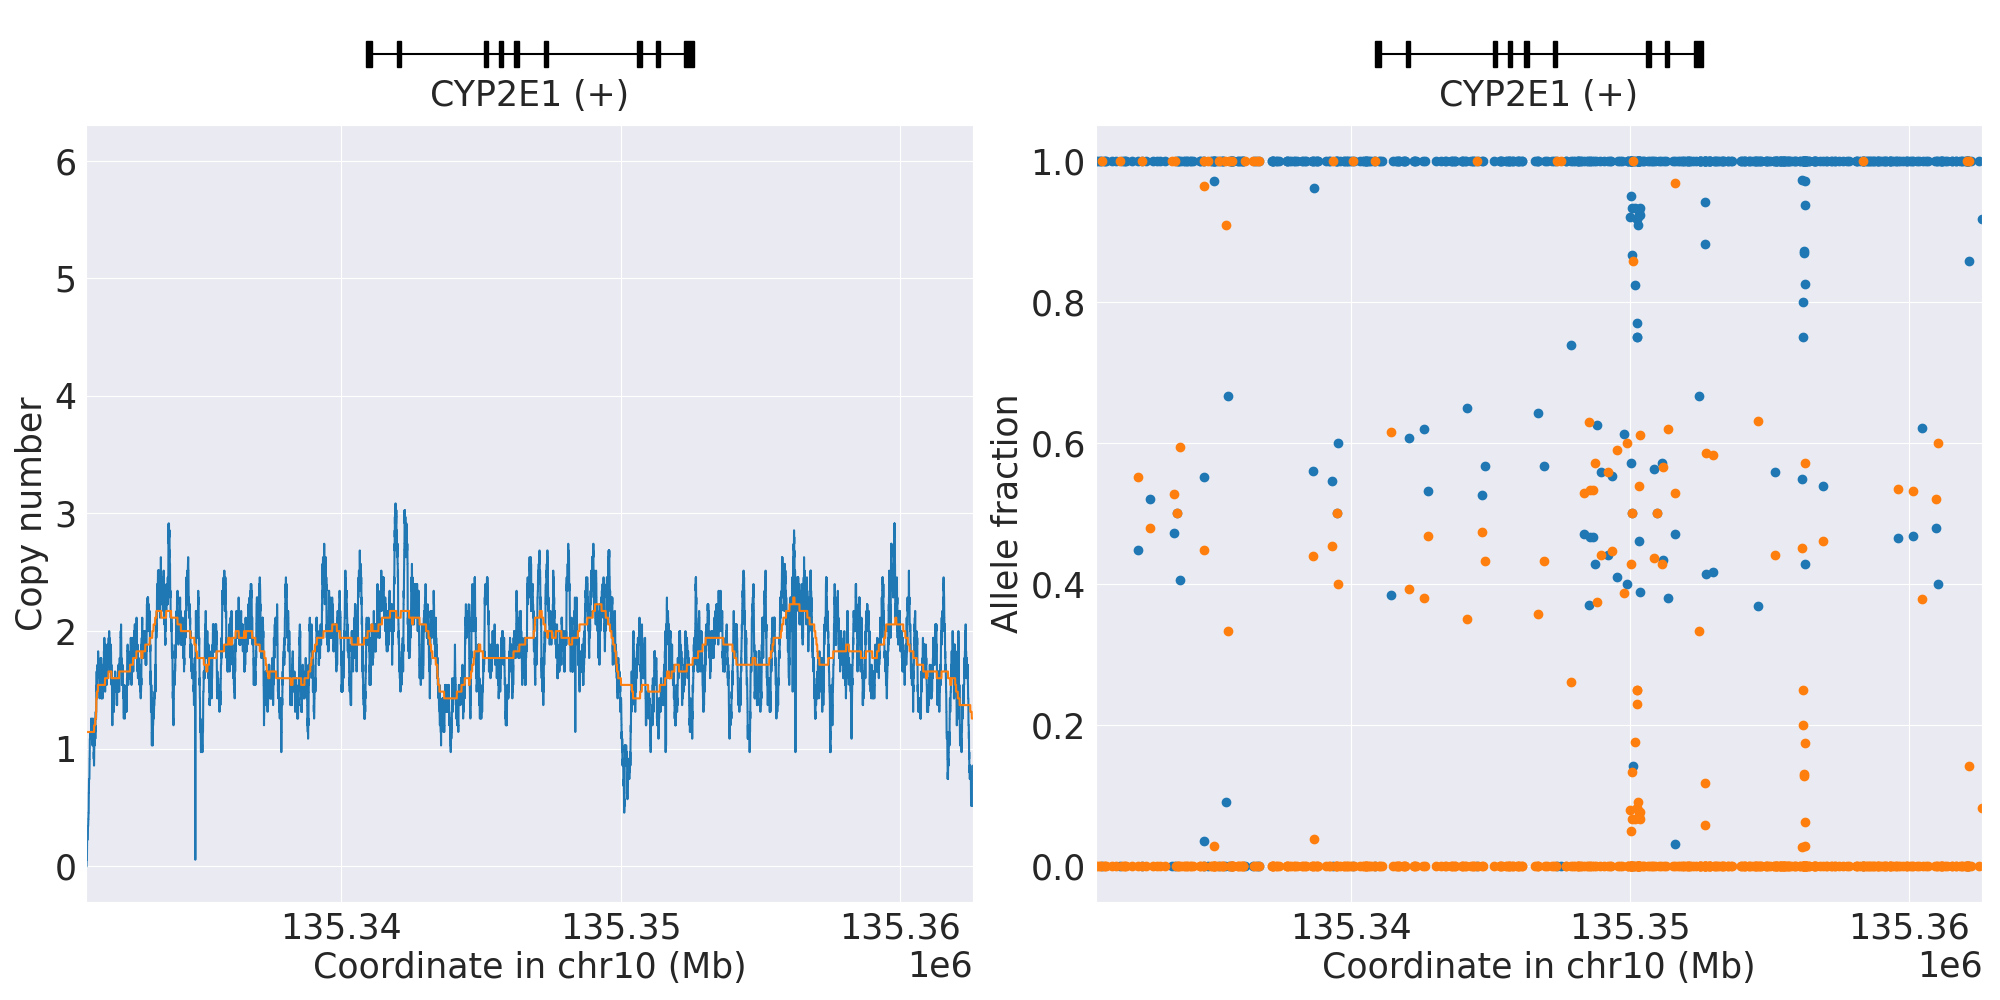 CYP2E1 (+)
6
5
4
3
2
1
0
Copy number
135.34 135.35 135.36
Coordinate in chr10 (Mb)
1e6
CYP2E1 (+)
1.0
0.8
0.6
0.4
0.2
0.0
Allele fraction
135.34 135.35 135.36
Coordinate in chr10 (Mb)
1e6